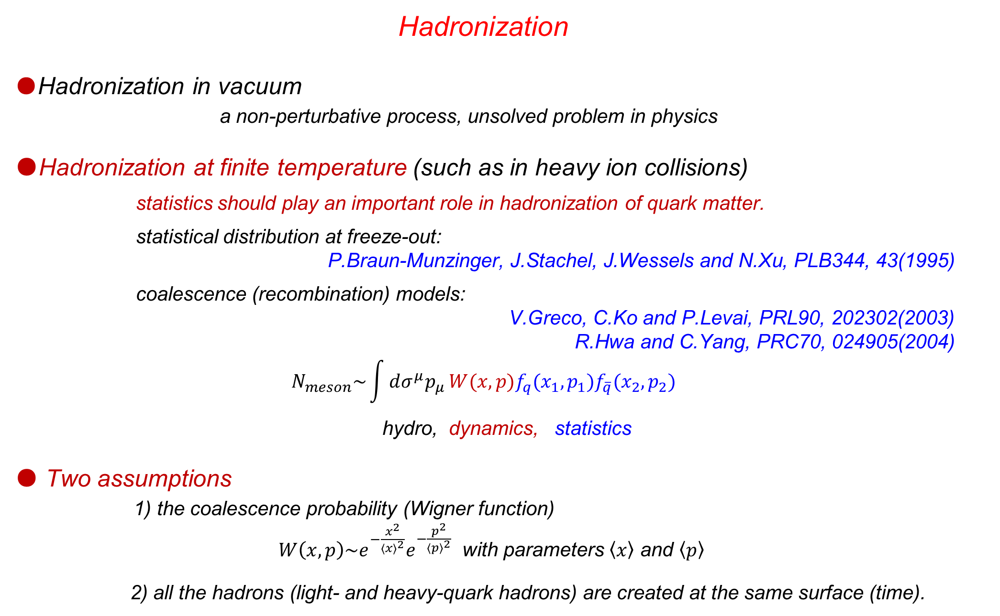 Hadronization
●Hadronization in vacuum
a non-perturbative process, unsolved problem in physics
●Hadronization at finite temperature (such as in heavy ion collisions)
statistics should play an important role in hadronization of quark matter.
statistical distribution at freeze-out:
P.Braun-Munzinger, J.Stachel, J.Wessels and N.Xu, PLB344, 43(1995)
coalescence (recombination) models:
V.Greco, C.Ko and P.Levai, PRL90, 202302(2003)
R.Hwa and C.Yang, PRC70, 024905(2004)
$N_{meson} \sim \int d\sigma^{\mu} p_{\mu} W(x,p) f_q(x_1,p_1) f_{\bar{q}}(x_2,p_2)$
hydro, dynamics, statistics
● Two assumptions
1) the coalescence probability (Wigner function)
$W(x,p) \sim e^{-\frac{x^2}{\langle x \rangle^2}} e^{-\frac{p^2}{\langle p \rangle^2}}$ with parameters ⟨x⟩ and ⟨p⟩
2) all the hadrons (light- and heavy-quark hadrons) are created at the same surface (time).